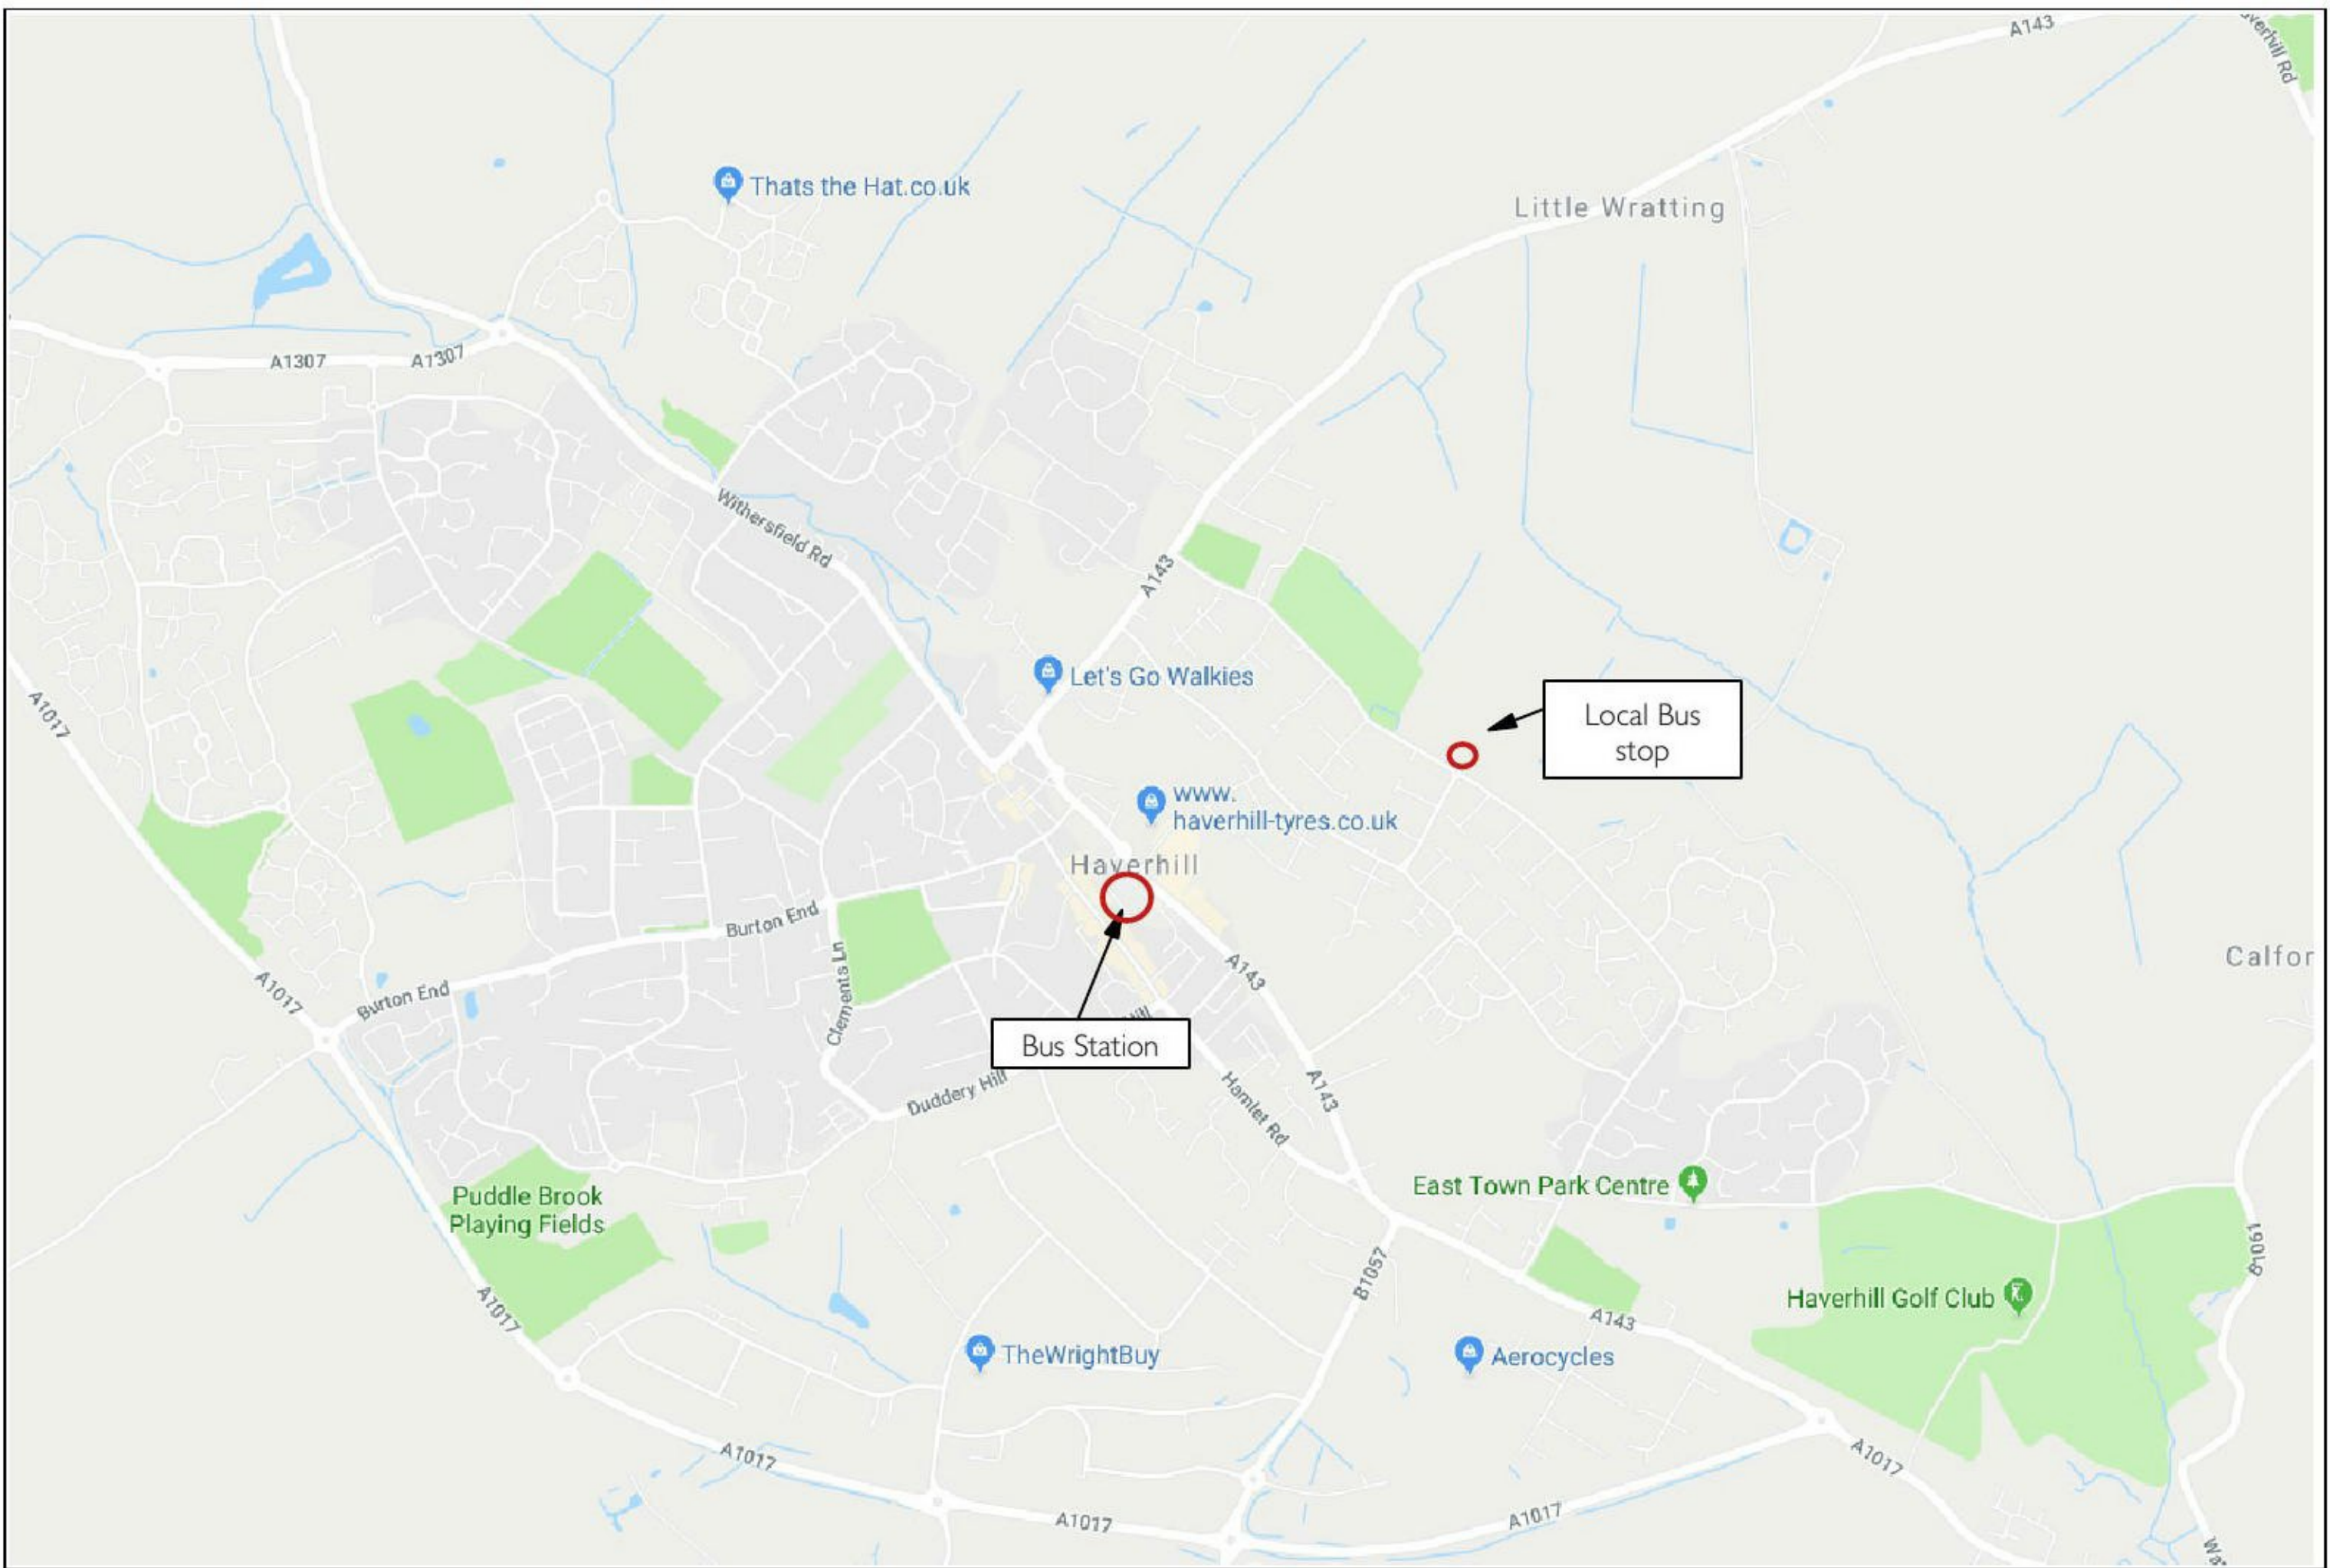 A143
Thats the Hat.co.uk
Little Wratting
A1307
A1307
Withersfield Rd
A143
Let's Go Walkies
Local Bus
stop
A1017
www.
haverhill-tyres.co.uk
Haverhill
Burton End
Clements Ln
A143
Calfor
A1017
Burton End
Bus Station
Duddery Hill
Hamlet Rd
A143
East Town Park Centre
Puddle Brook
Playing Fields
B1061
B1057
Haverhill Golf Club
A1017
A143
TheWrightBuy
Aerocycles
A1017
A1017
A1017
A1017